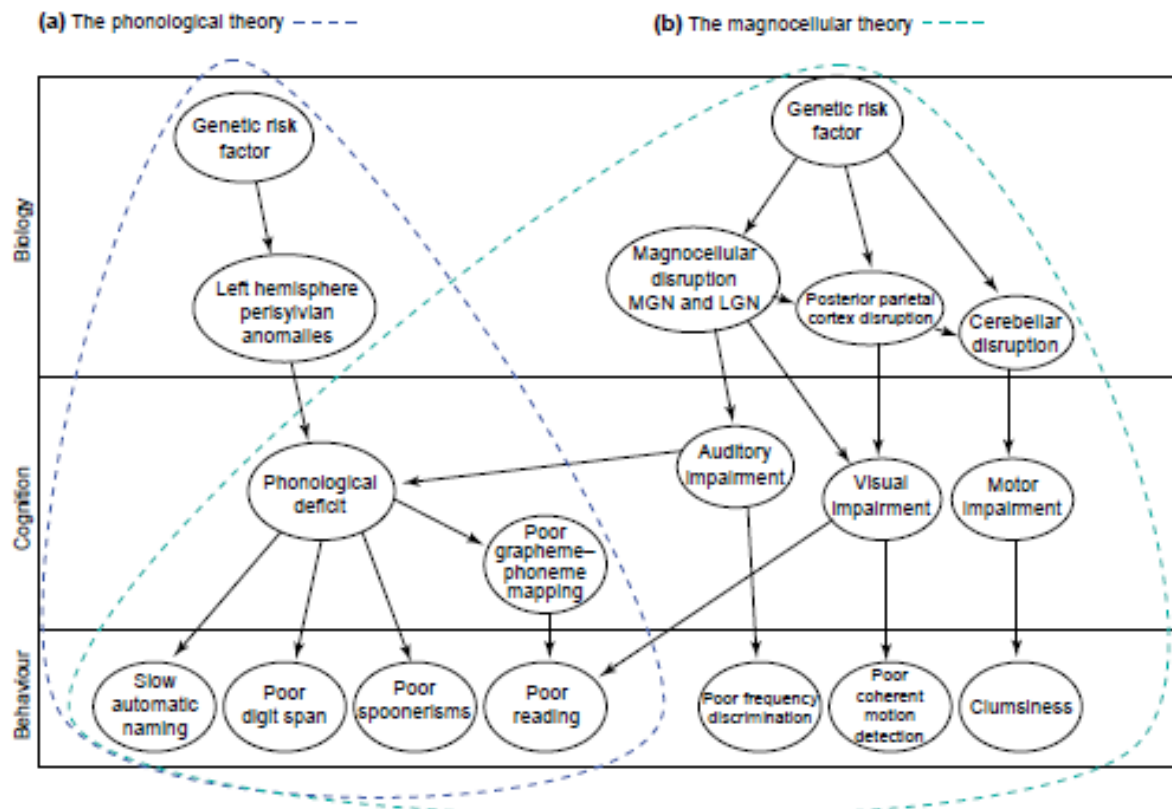 (a) The phonological theory
(b) The magnocellular theory
Biology
Genetic risk
factor
Genetic risk
factor
Left hemisphere
perisylvian
anomalies
Magnocellular
disruption
MGN and LGN
Posterior parietal
cortex disruption
Cerebellar
disruption
Cognition
Phonological
deficit
Poor
grapheme–
phoneme
mapping
Auditory
impairment
Visual
impairment
Motor
impairment
Behaviour
Slow
automatic
naming
Poor
digit span
Poor
spoonerisms
Poor
reading
Poor frequency
discrimination
Poor
coherent
motion
detection
Clumsiness